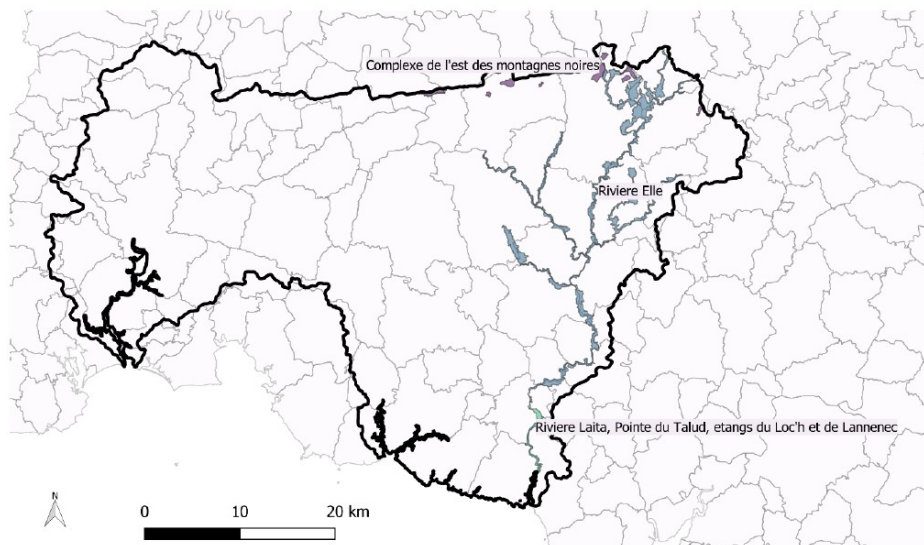 Complexe de l'est des montagnes noires
Riviere Elle
Riviere Laita, Pointe du Talud, etangs du Loc'h et de Lannenec
N
0 10 20 km